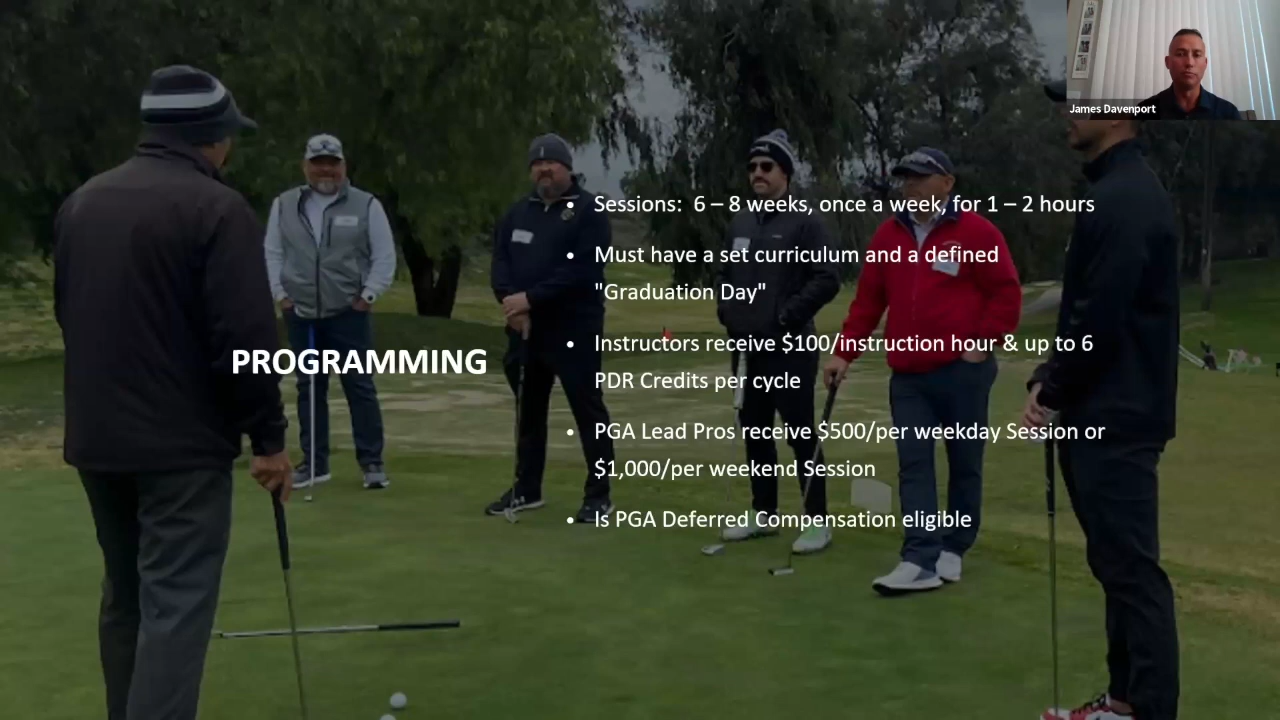 James Davenport
PROGRAMMING
• Sessions: 6 – 8 weeks, once a week, for 1 – 2 hours
• Must have a set curriculum and a defined
"Graduation Day"
• Instructors receive $100/instruction hour & up to 6
PDR Credits per cycle
• PGA Lead Pros receive $500/per weekday Session or
$1,000/per weekend Session
• Is PGA Deferred Compensation eligible